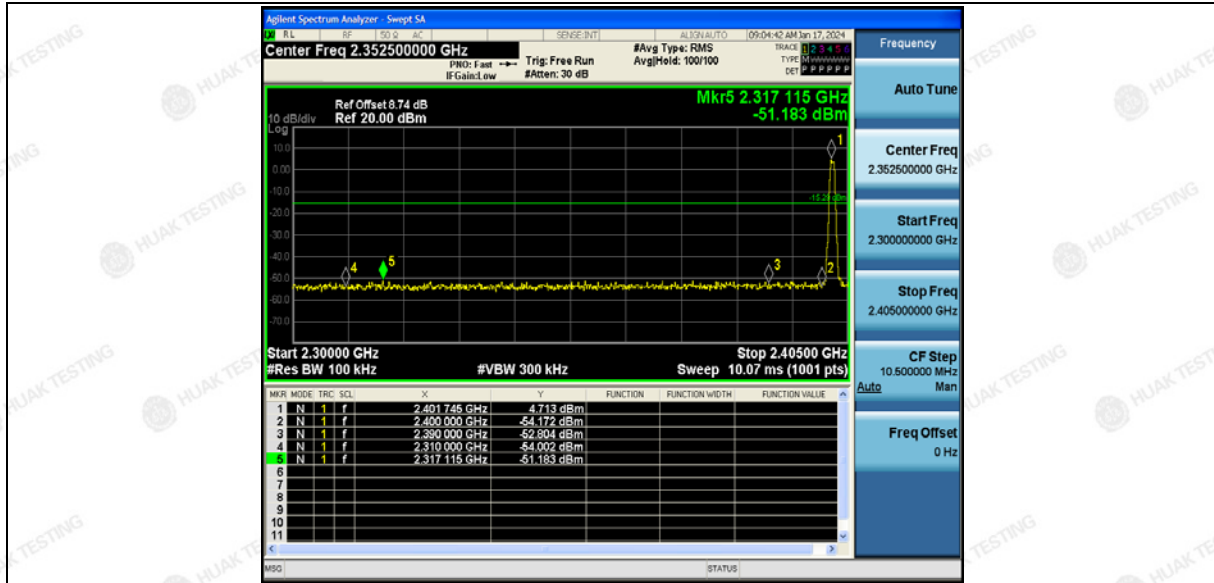 Agilent Spectrum Analyzer - Swept SA
RL RF 50 Ω AC SENSE:INT ALIGNAUTO 09:04:42 AM Jan 17, 2024
Center Freq 2.352500000 GHz
PNO: Fast
IFGain:Low
Trig: Free Run
#Atten: 30 dB
#Avg Type: RMS
Avg|Hold: 100/100
TRACE 1 2 3 4 5 6
TYPE M
DET P P P P P P
Ref Offset 8.74 dB
10 dB/div Ref 20.00 dBm
Log
Mkr5 2.317 115 GHz
-51.183 dBm
10.0
0.00
-10.0
-20.0
-30.0
-40.0
-50.0
-60.0
-70.0
1
2
3
4
5
Start 2.30000 GHz Stop 2.40500 GHz
#Res BW 100 kHz #VBW 300 kHz Sweep 10.07 ms (1001 pts)
MKR MODE TRC SCL X Y FUNCTION FUNCTION WIDTH FUNCTION VALUE
1 N 1 f 2.401 745 GHz 4.713 dBm
2 N 1 f 2.400 000 GHz -54.172 dBm
3 N 1 f 2.390 000 GHz -52.804 dBm
4 N 1 f 2.310 000 GHz -54.002 dBm
5 N 1 f 2.317 115 GHz -51.183 dBm
6
7
8
9
10
11
MSG STATUS
Frequency
Auto Tune
Center Freq
2.352500000 GHz
Start Freq
2.300000000 GHz
Stop Freq
2.405000000 GHz
CF Step
10.500000 MHz
Auto Man
Freq Offset
0 Hz
HUAK TESTING